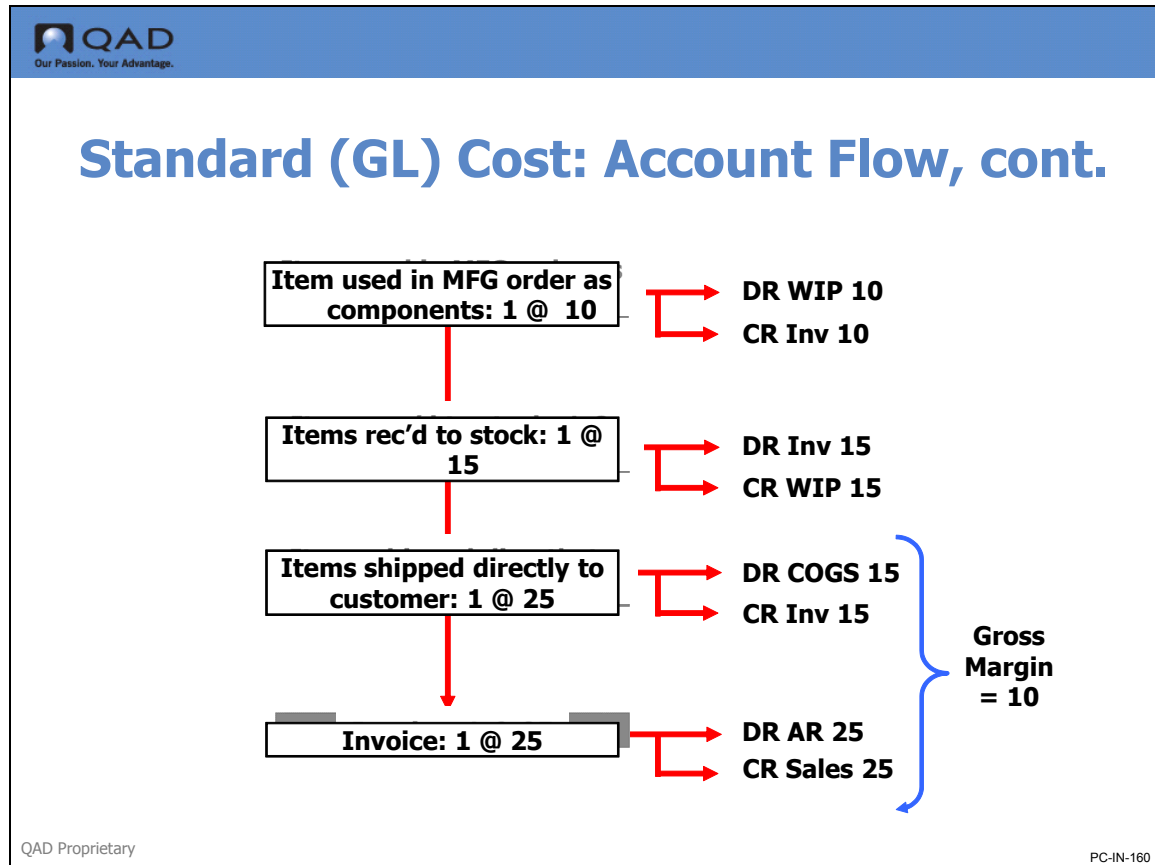 QAD
Our Passion. Your Advantage.
Standard (GL) Cost: Account Flow, cont.
Item used in MFG order as
components: 1 @ 10
DR WIP 10
CR Inv 10
Items rec'd to stock: 1 @
15
DR Inv 15
CR WIP 15
Items shipped directly to
customer: 1 @ 25
DR COGS 15
CR Inv 15
Gross
Margin
= 10
Invoice: 1 @ 25
DR AR 25
CR Sales 25
QAD Proprietary
PC-IN-160